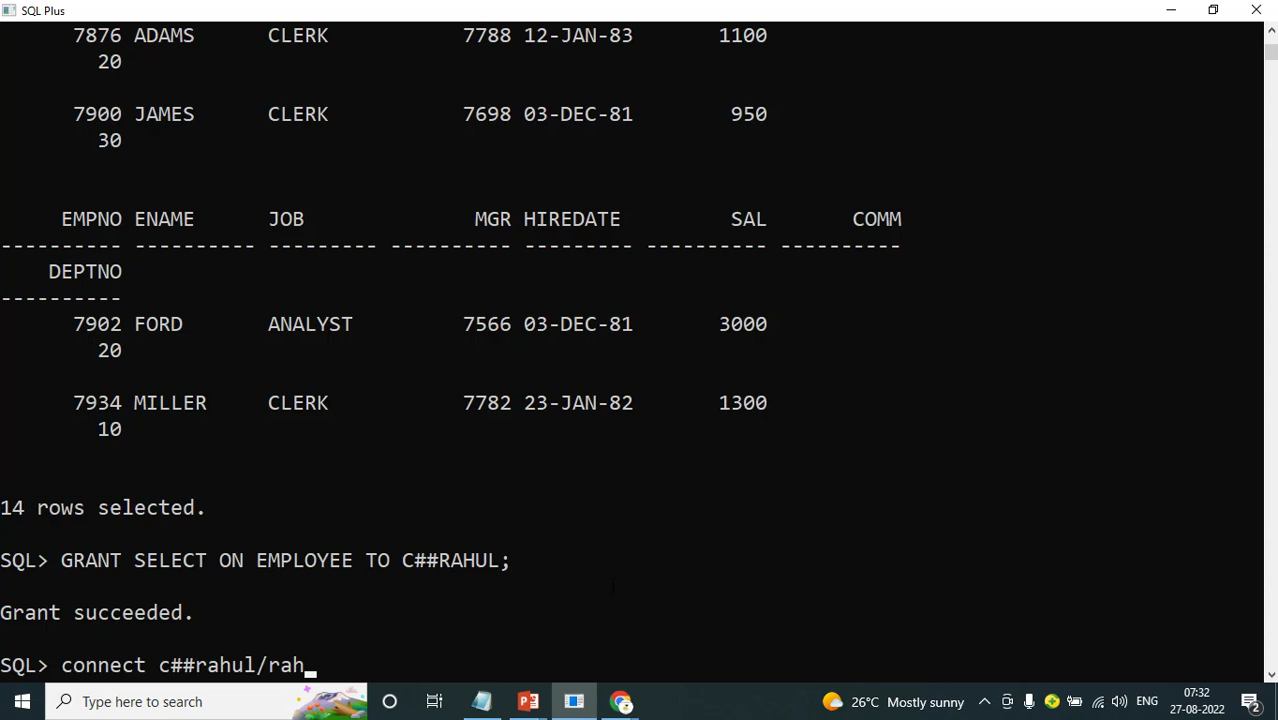 SQL Plus
7876 ADAMS CLERK 7788 12-JAN-83 1100
20
7900 JAMES CLERK 7698 03-DEC-81 950
30
EMPNO ENAME JOB MGR HIREDATE SAL COMM
---------- ---------- --------- ---------- --------- ---------- ----------
DEPTNO
----------
7902 FORD ANALYST 7566 03-DEC-81 3000
20
7934 MILLER CLERK 7782 23-JAN-82 1300
10
14 rows selected.
SQL> GRANT SELECT ON EMPLOYEE TO C##RAHUL;
Grant succeeded.
SQL> connect c##rahul/rah_
Type here to search
26°C Mostly sunny
ENG
07:32
27-08-2022
2